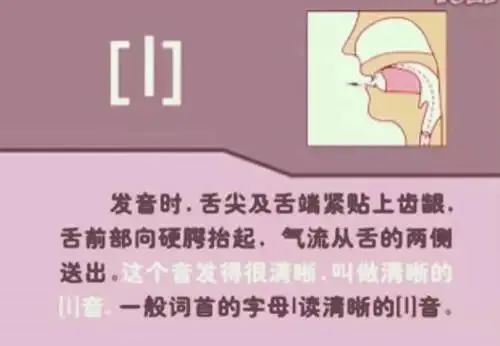 [l]
发音时，舌尖及舌端紧贴上齿龈，
舌前部向硬腭抬起，气流从舌的两侧
送出。这个音发得很清晰，叫做清晰的
[l]音。一般词首的字母l读清晰的[l]音。